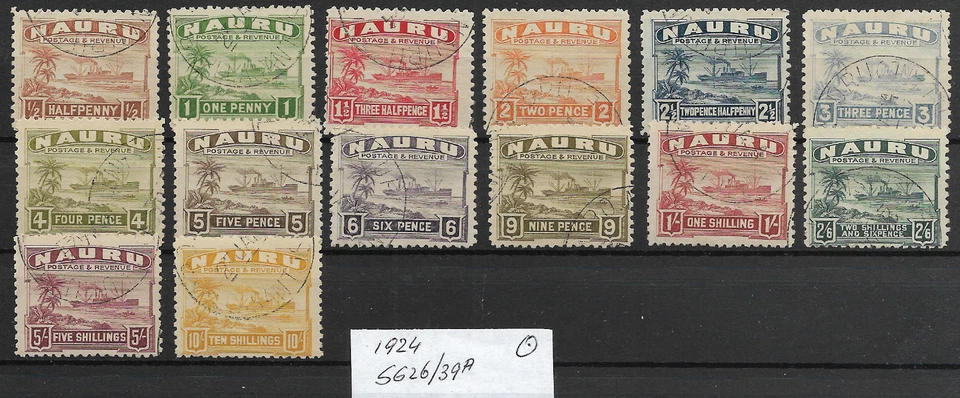 NAURU
POSTAGE & REVENUE
½ HALFPENNY ½
NAURU
POSTAGE & REVENUE
1 ONE PENNY 1
NAURU
POSTAGE & REVENUE
1½ THREE HALFPENCE 1½
NAURU
POSTAGE & REVENUE
2 TWO PENCE 2
NAURU
POSTAGE & REVENUE
2½ TWOPENCE HALFPENNY 2½
NAURU
POSTAGE & REVENUE
3 THREE PENCE 3
NAURU
POSTAGE & REVENUE
4 FOUR PENCE 4
NAURU
POSTAGE & REVENUE
5 FIVE PENCE 5
NAURU
POSTAGE & REVENUE
6 SIX PENCE 6
NAURU
POSTAGE & REVENUE
9 NINE PENCE 9
NAURU
POSTAGE & REVENUE
1/- ONE SHILLING 1/-
NAURU
POSTAGE & REVENUE
2/6 TWO SHILLINGS AND SIXPENCE 2/6
NAURU
POSTAGE & REVENUE
5/- FIVE SHILLINGS 5/-
NAURU
POSTAGE & REVENUE
10/- TEN SHILLINGS 10/-
1924
SG26/39A